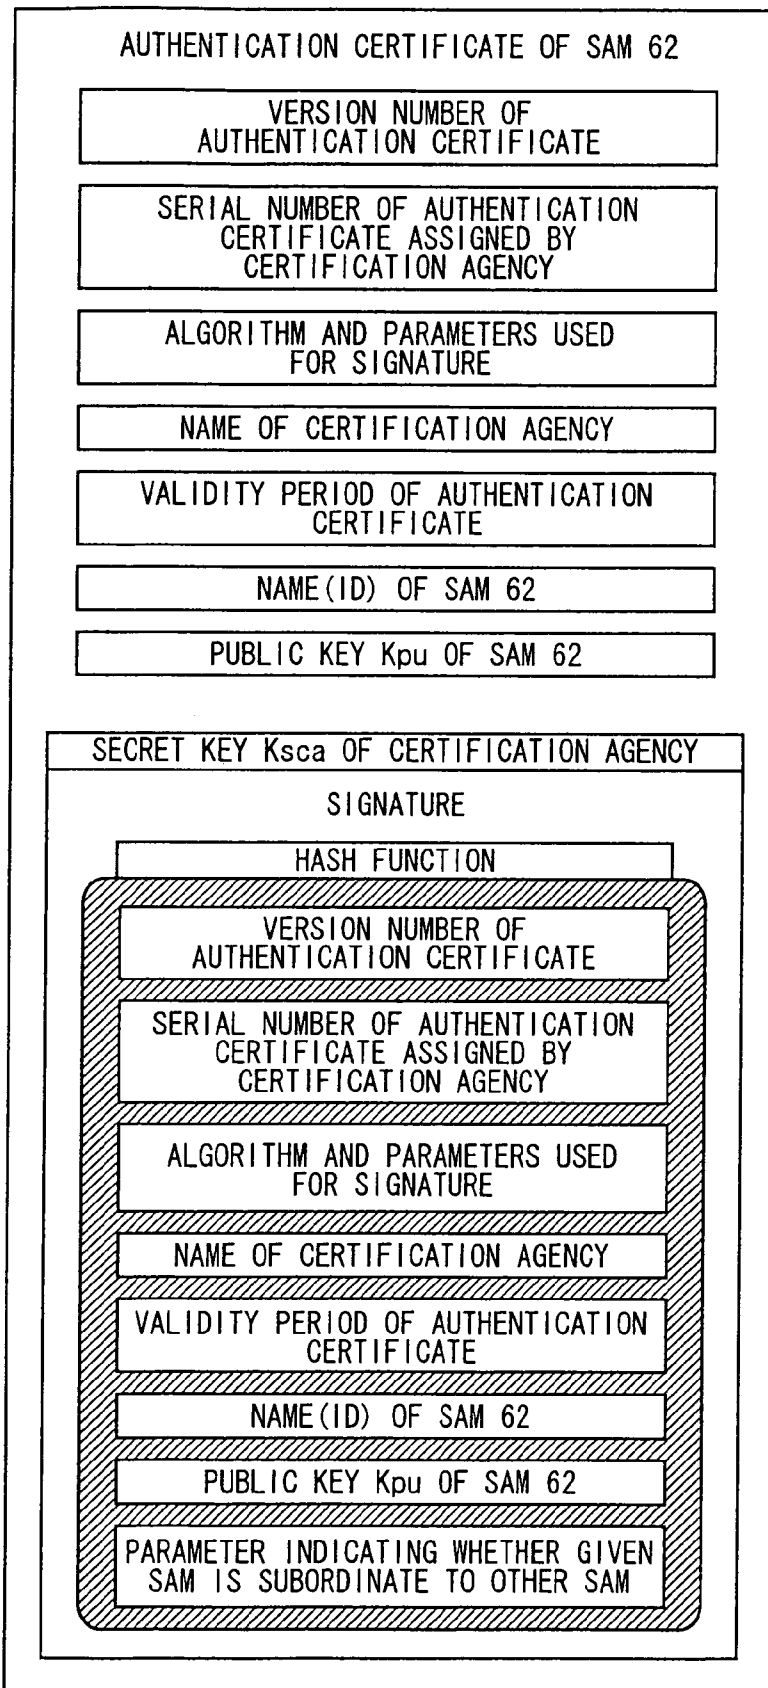 AUTHENTICATION CERTIFICATE OF SAM 62
VERSION NUMBER OF
AUTHENTICATION CERTIFICATE
SERIAL NUMBER OF AUTHENTICATION
CERTIFICATE ASSIGNED BY
CERTIFICATION AGENCY
ALGORITHM AND PARAMETERS USED
FOR SIGNATURE
NAME OF CERTIFICATION AGENCY
VALIDITY PERIOD OF AUTHENTICATION
CERTIFICATE
NAME(ID) OF SAM 62
PUBLIC KEY Kpu OF SAM 62
SECRET KEY Ksca OF CERTIFICATION AGENCY
SIGNATURE
HASH FUNCTION
VERSION NUMBER OF
AUTHENTICATION CERTIFICATE
SERIAL NUMBER OF AUTHENTICATION
CERTIFICATE ASSIGNED BY
CERTIFICATION AGENCY
ALGORITHM AND PARAMETERS USED
FOR SIGNATURE
NAME OF CERTIFICATION AGENCY
VALIDITY PERIOD OF AUTHENTICATION
CERTIFICATE
NAME(ID) OF SAM 62
PUBLIC KEY Kpu OF SAM 62
PARAMETER INDICATING WHETHER GIVEN
SAM IS SUBORDINATE TO OTHER SAM